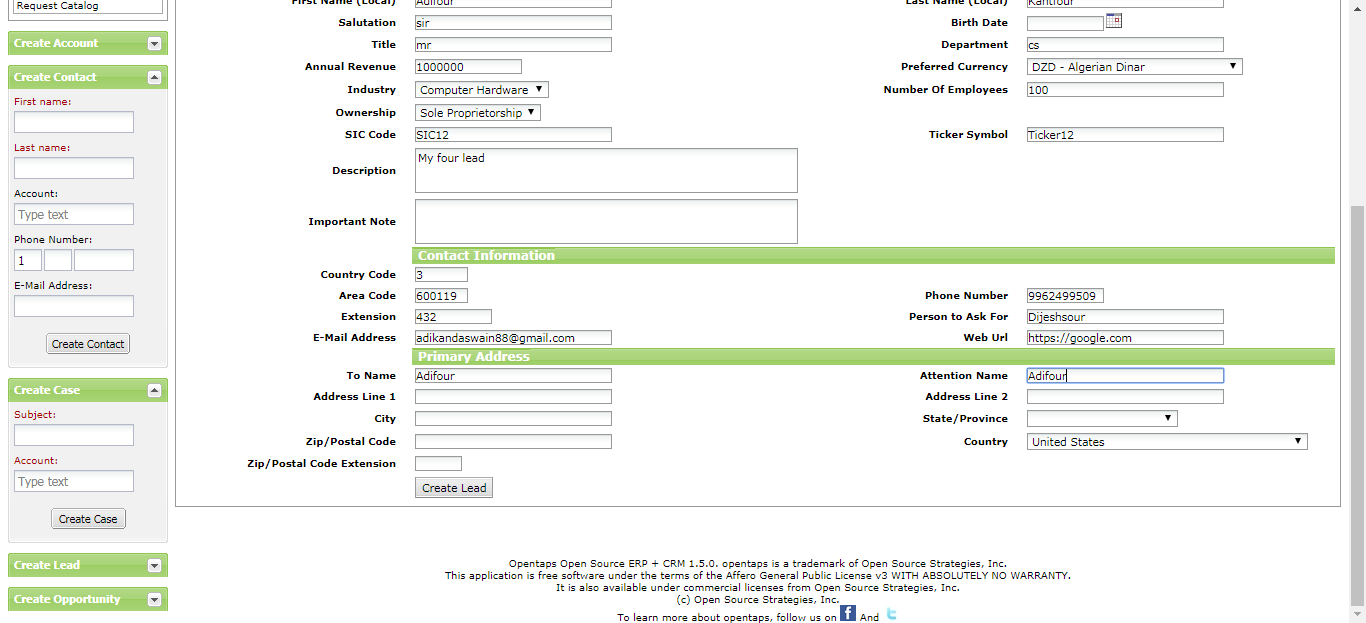 Request Catalog
Create Account
Create Contact
First name:
Last name:
Account:
Type text
Phone Number:
1
E-Mail Address:
Create Contact
Create Case
Subject:
Account:
Type text
Create Case
Create Lead
Create Opportunity
First Name (Local) Adifour Last Name (Local) Kantfour
Salutation sir Birth Date
Title mr Department cs
Annual Revenue 1000000 Preferred Currency DZD - Algerian Dinar
Industry Computer Hardware Number Of Employees 100
Ownership Sole Proprietorship
SIC Code SIC12 Ticker Symbol Ticker12
Description My four lead
Important Note
Contact Information
Country Code 3
Area Code 600119 Phone Number 9962499509
Extension 432 Person to Ask For Dijeshsour
E-Mail Address adikandaswain88@gmail.com Web Url https://google.com
Primary Address
To Name Adifour Attention Name Adifour
Address Line 1 Address Line 2
City State/Province
Zip/Postal Code Country United States
Zip/Postal Code Extension
Create Lead
Opentaps Open Source ERP + CRM 1.5.0. opentaps is a trademark of Open Source Strategies, Inc.
This application is free software under the terms of the Affero General Public License v3 WITH ABSOLUTELY NO WARRANTY.
It is also available under commercial licenses from Open Source Strategies, Inc.
(c) Open Source Strategies, Inc.
To learn more about opentaps, follow us on f And t